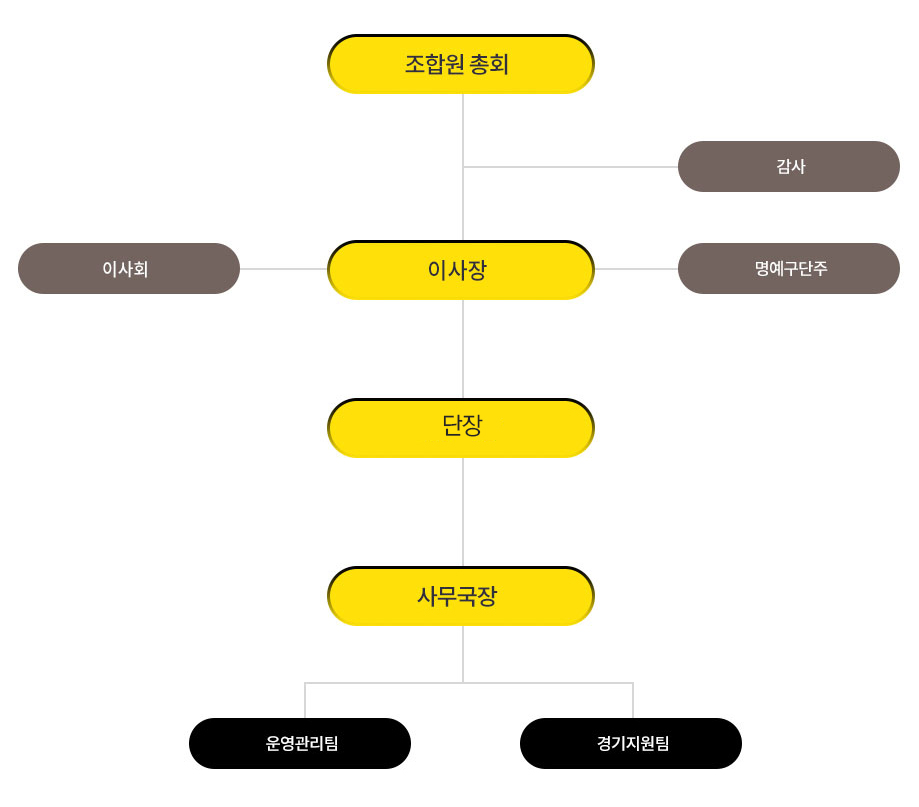 조합원 총회
감사
이사회
이사장
명예구단주
단장
사무국장
운영관리팀
경기지원팀